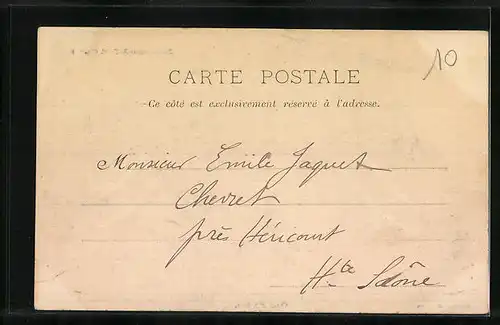 10
CARTE POSTALE
Ce côté est exclusivement réservé à l'adresse.
Monsieur Emile Jaquet
Chevret
près Héricourt
Hte Saône